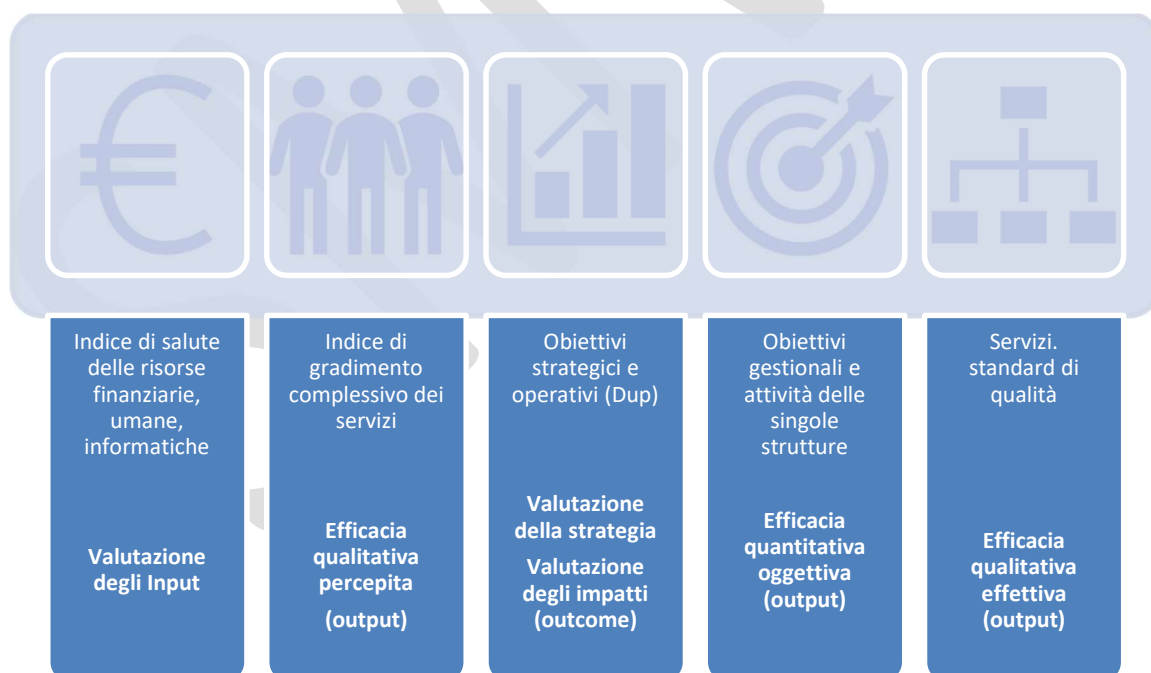 Indice di salute
delle risorse
finanziarie,
umane,
informatiche
Valutazione
degli Input
Indice di
gradimento
complessivo dei
servizi
Efficacia
qualitativa
percepita
(output)
Obiettivi
strategici e
operativi (Dup)
Valutazione
della strategia
Valutazione
degli impatti
(outcome)
Obiettivi
gestionali e
attività delle
singole
strutture
Efficacia
quantitativa
oggettiva
(output)
Servizi.
standard di
qualità
Efficacia
qualitativa
effettiva
(output)